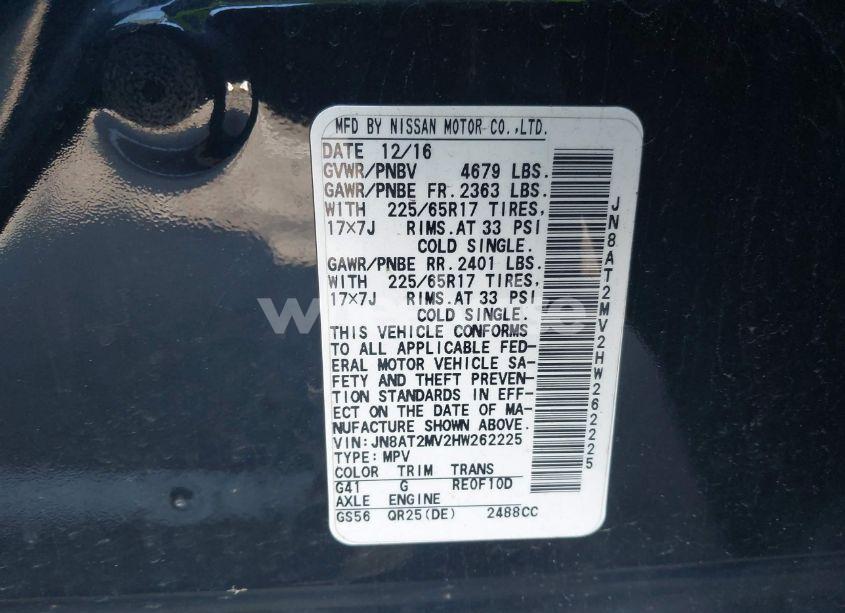 MFD BY NISSAN MOTOR CO.,LTD.
DATE 12/16
GVWR/PNBV 4679 LBS.
GAWR/PNBE FR. 2363 LBS.
WITH 225/65R17 TIRES,
17×7J RIMS.AT 33 PSI
COLD SINGLE.
GAWR/PNBE RR. 2401 LBS.
WITH 225/65R17 TIRES,
17×7J RIMS.AT 33 PSI
COLD SINGLE.
THIS VEHICLE CONFORMS
TO ALL APPLICABLE FED-
ERAL MOTOR VEHICLE SA-
FETY AND THEFT PREVEN-
TION STANDARDS IN EFF-
ECT ON THE DATE OF MA-
NUFACTURE SHOWN ABOVE.
VIN: JN8AT2MV2HW262225
TYPE: MPV
COLOR TRIM TRANS
G41 G RE0F10D
AXLE ENGINE
GS56 QR25(DE) 2488CC
JN8AT2MV2HW262225